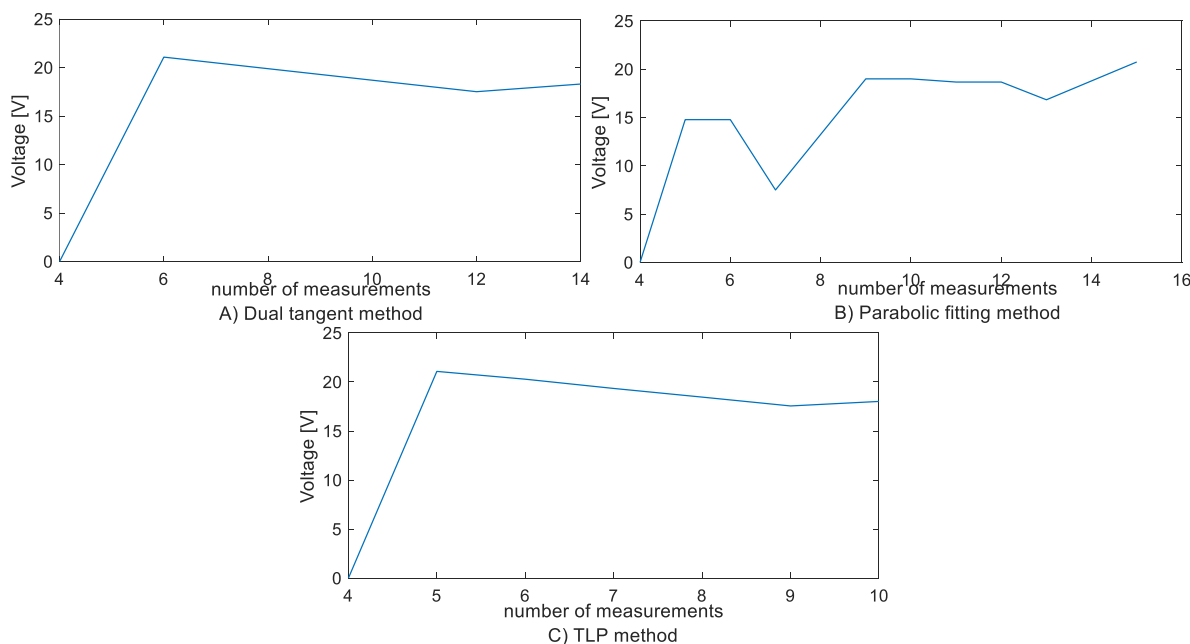 25
20
15
10
5
0
Voltage [V]
4 6 8 10 12 14
number of measurements
A) Dual tangent method
25
20
15
10
5
0
Voltage [V]
4 6 8 10 12 14 16
number of measurements
B) Parabolic fitting method
25
20
15
10
5
0
Voltage [V]
4 5 6 7 8 9 10
number of measurements
C) TLP method